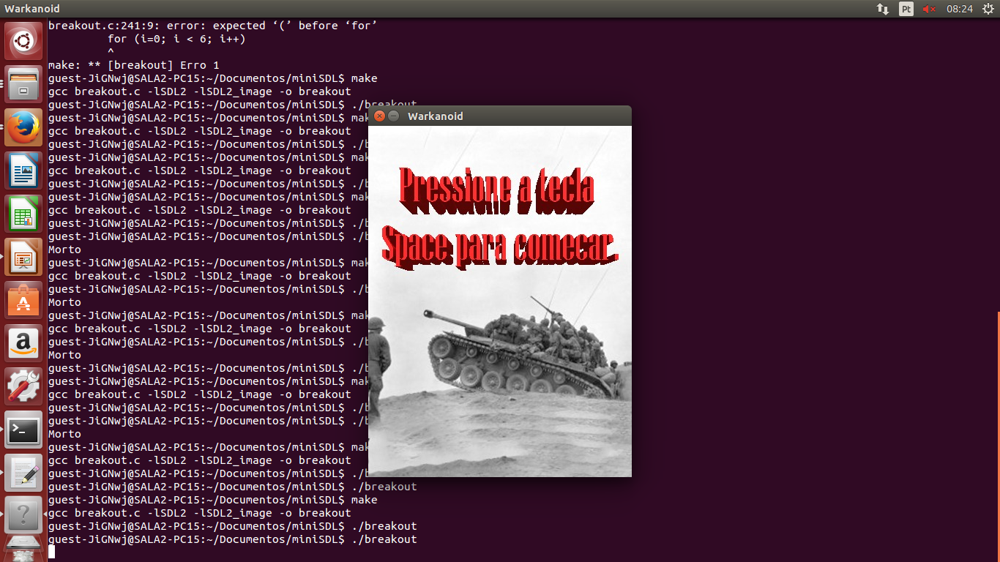 Warkanoid
Pt
08:24
breakout.c:241:9: error: expected ‘(’ before ‘for’
for (i=0; i < 6; i++)
^
make: ** [breakout] Erro 1
guest-JiGNwj@SALA2-PC15:~/Documentos/miniSDL$ make
gcc breakout.c -lSDL2 -lSDL2_image -o breakout
guest-JiGNwj@SALA2-PC15:~/Documentos/miniSDL$ ./breakout
guest-JiGNwj@SALA2-PC15:~/Documentos/miniSDL$ mak
gcc breakout.c -lSDL2 -lSDL2_image -o breakout
guest-JiGNwj@SALA2-PC15:~/Documentos/miniSDL$ ./b
guest-JiGNwj@SALA2-PC15:~/Documentos/miniSDL$ mak
gcc breakout.c -lSDL2 -lSDL2_image -o breakout
guest-JiGNwj@SALA2-PC15:~/Documentos/miniSDL$ ./b
guest-JiGNwj@SALA2-PC15:~/Documentos/miniSDL$ mak
gcc breakout.c -lSDL2 -lSDL2_image -o breakout
guest-JiGNwj@SALA2-PC15:~/Documentos/miniSDL$ ./b
guest-JiGNwj@SALA2-PC15:~/Documentos/miniSDL$ ./b
Morto
guest-JiGNwj@SALA2-PC15:~/Documentos/miniSDL$ mak
gcc breakout.c -lSDL2 -lSDL2_image -o breakout
guest-JiGNwj@SALA2-PC15:~/Documentos/miniSDL$ ./b
Morto
guest-JiGNwj@SALA2-PC15:~/Documentos/miniSDL$ mak
gcc breakout.c -lSDL2 -lSDL2_image -o breakout
guest-JiGNwj@SALA2-PC15:~/Documentos/miniSDL$ ./b
Morto
guest-JiGNwj@SALA2-PC15:~/Documentos/miniSDL$ ./b
guest-JiGNwj@SALA2-PC15:~/Documentos/miniSDL$ mak
gcc breakout.c -lSDL2 -lSDL2_image -o breakout
guest-JiGNwj@SALA2-PC15:~/Documentos/miniSDL$ ./b
guest-JiGNwj@SALA2-PC15:~/Documentos/miniSDL$ ./b
Morto
guest-JiGNwj@SALA2-PC15:~/Documentos/miniSDL$ mak
gcc breakout.c -lSDL2 -lSDL2_image -o breakout
guest-JiGNwj@SALA2-PC15:~/Documentos/miniSDL$ ./b
guest-JiGNwj@SALA2-PC15:~/Documentos/miniSDL$ ./breakout
guest-JiGNwj@SALA2-PC15:~/Documentos/miniSDL$ make
gcc breakout.c -lSDL2 -lSDL2_image -o breakout
guest-JiGNwj@SALA2-PC15:~/Documentos/miniSDL$ ./breakout
guest-JiGNwj@SALA2-PC15:~/Documentos/miniSDL$ ./breakout
Warkanoid
Pressione a tecla
Space para comecar.